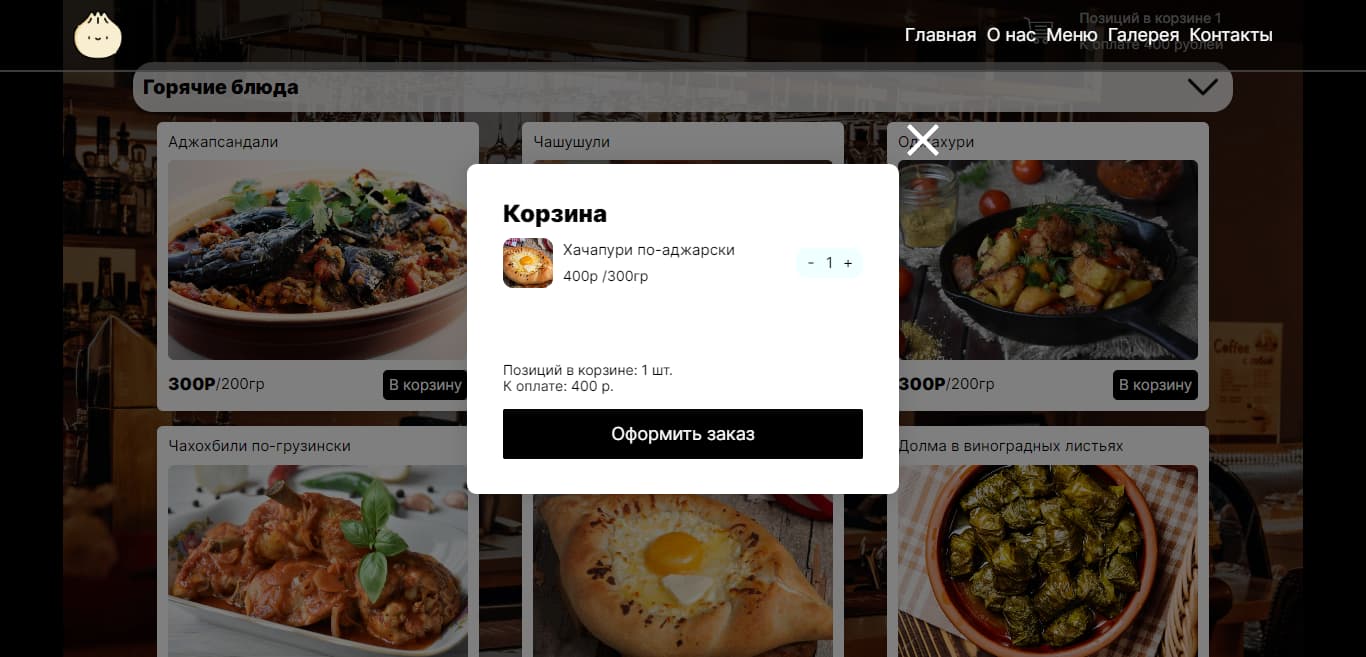 Позиций в корзине 1
Главная О нас Меню Галерея Контакты
К оплате 400 рублей
Горячие блюда
Аджапсандали
Чашушули
Од ахури
Корзина
Хачапури по-аджарски
400р /300гр
- 1 +
Позиций в корзине: 1 шт.
К оплате: 400 р.
Оформить заказ
300Р/200гр
В корзину
300Р/200гр
В корзину
Чахохбили по-грузински
Долма в виноградных листьях
Coffee
с собой